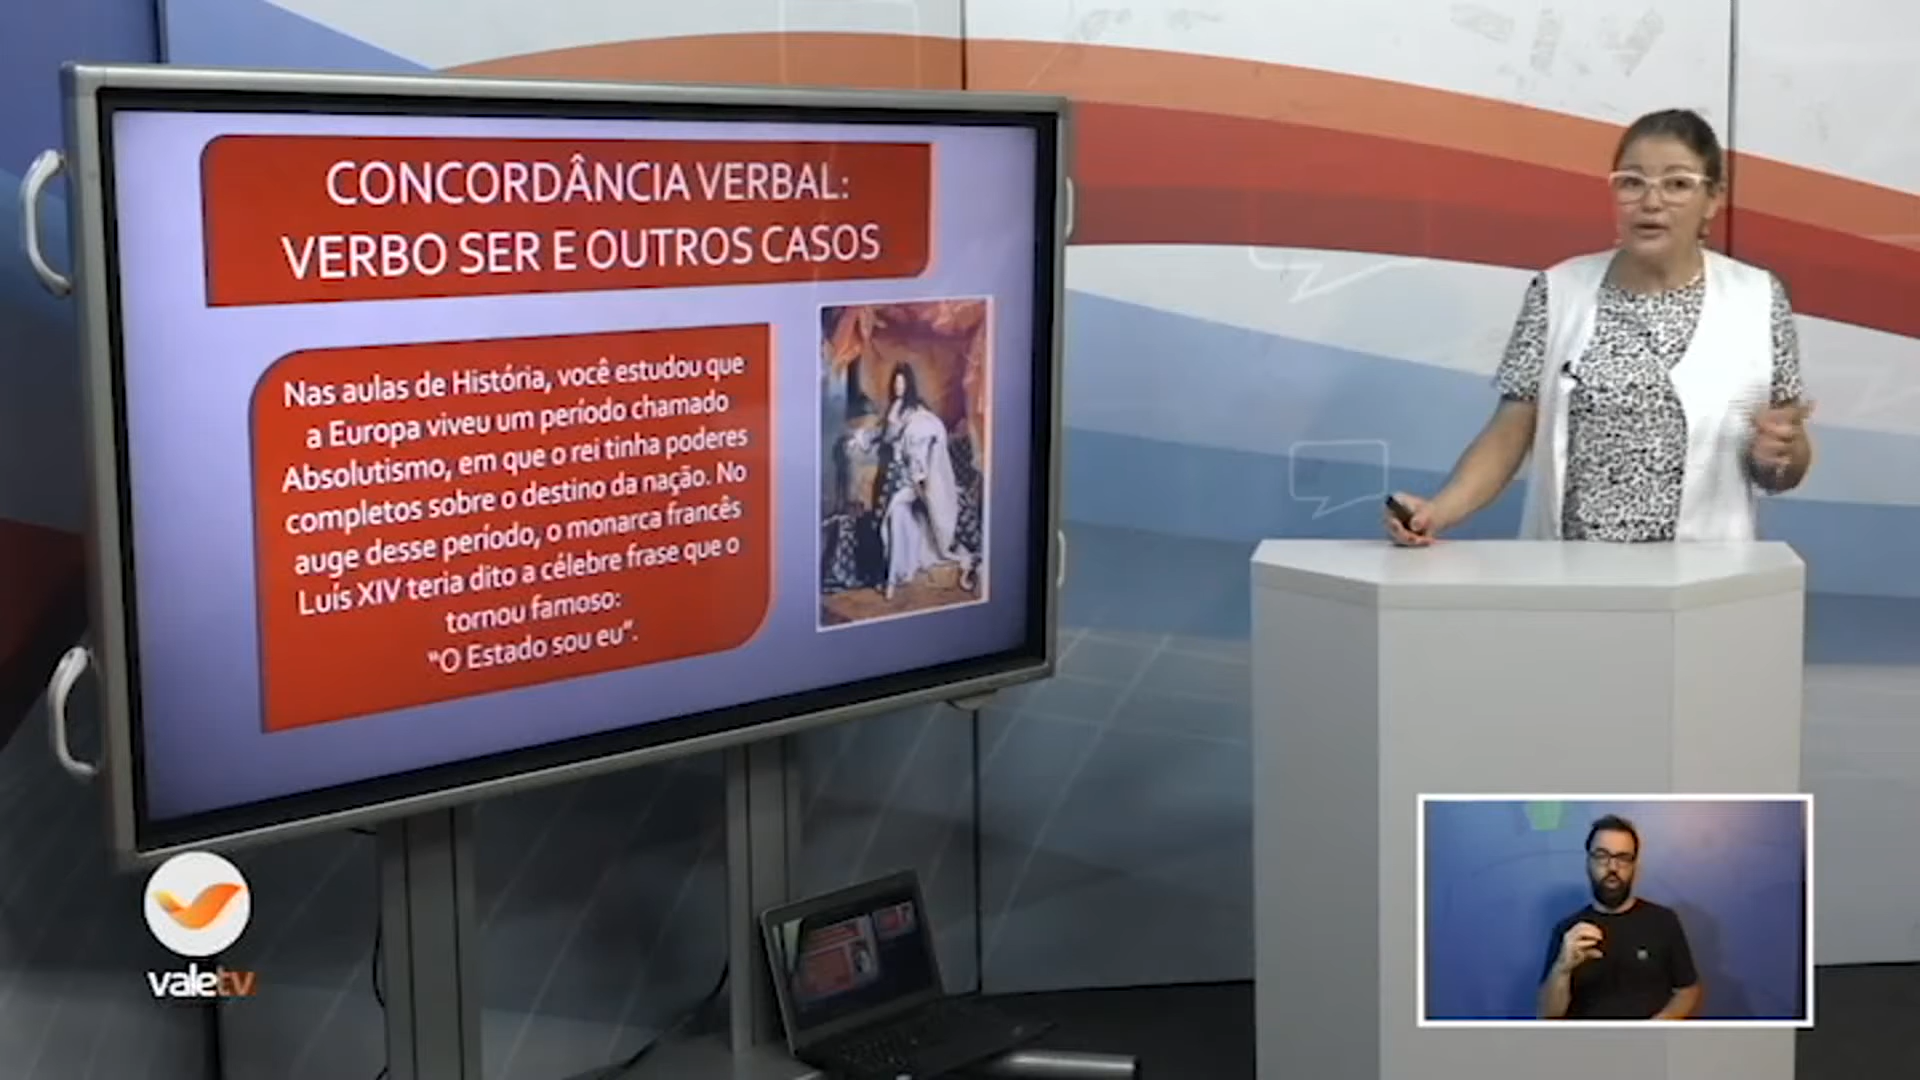 CONCORDÂNCIA VERBAL:
VERBO SER E OUTROS CASOS
Nas aulas de História, você estudou que
a Europa viveu um período chamado
Absolutismo, em que o rei tinha poderes
completos sobre o destino da nação. No
auge desse período, o monarca francês
Luís XIV teria dito a célebre frase que o
tornou famoso:
"O Estado sou eu".
valetv